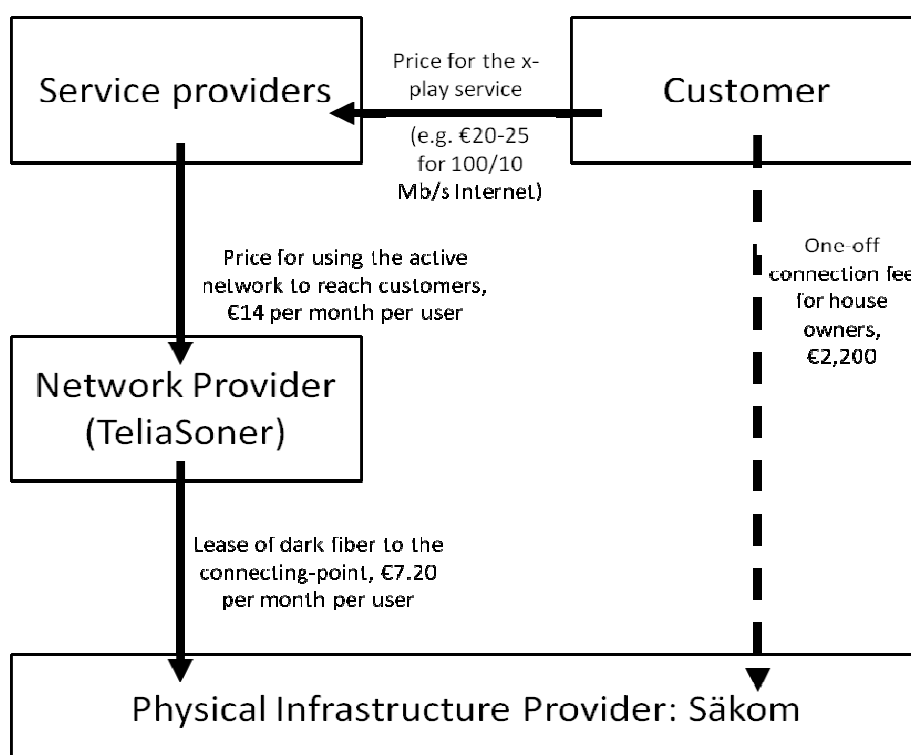 Service providers
Price for the x-
play service
(e.g. €20-25
for 100/10
Mb/s Internet)
Customer
Price for using the active
network to reach customers,
€14 per month per user
One-off
connection fee
for house
owners,
€2,200
Network Provider
(TeliaSoner)
Lease of dark fiber to the
connecting-point, €7.20
per month per user
Physical Infrastructure Provider: Säkom